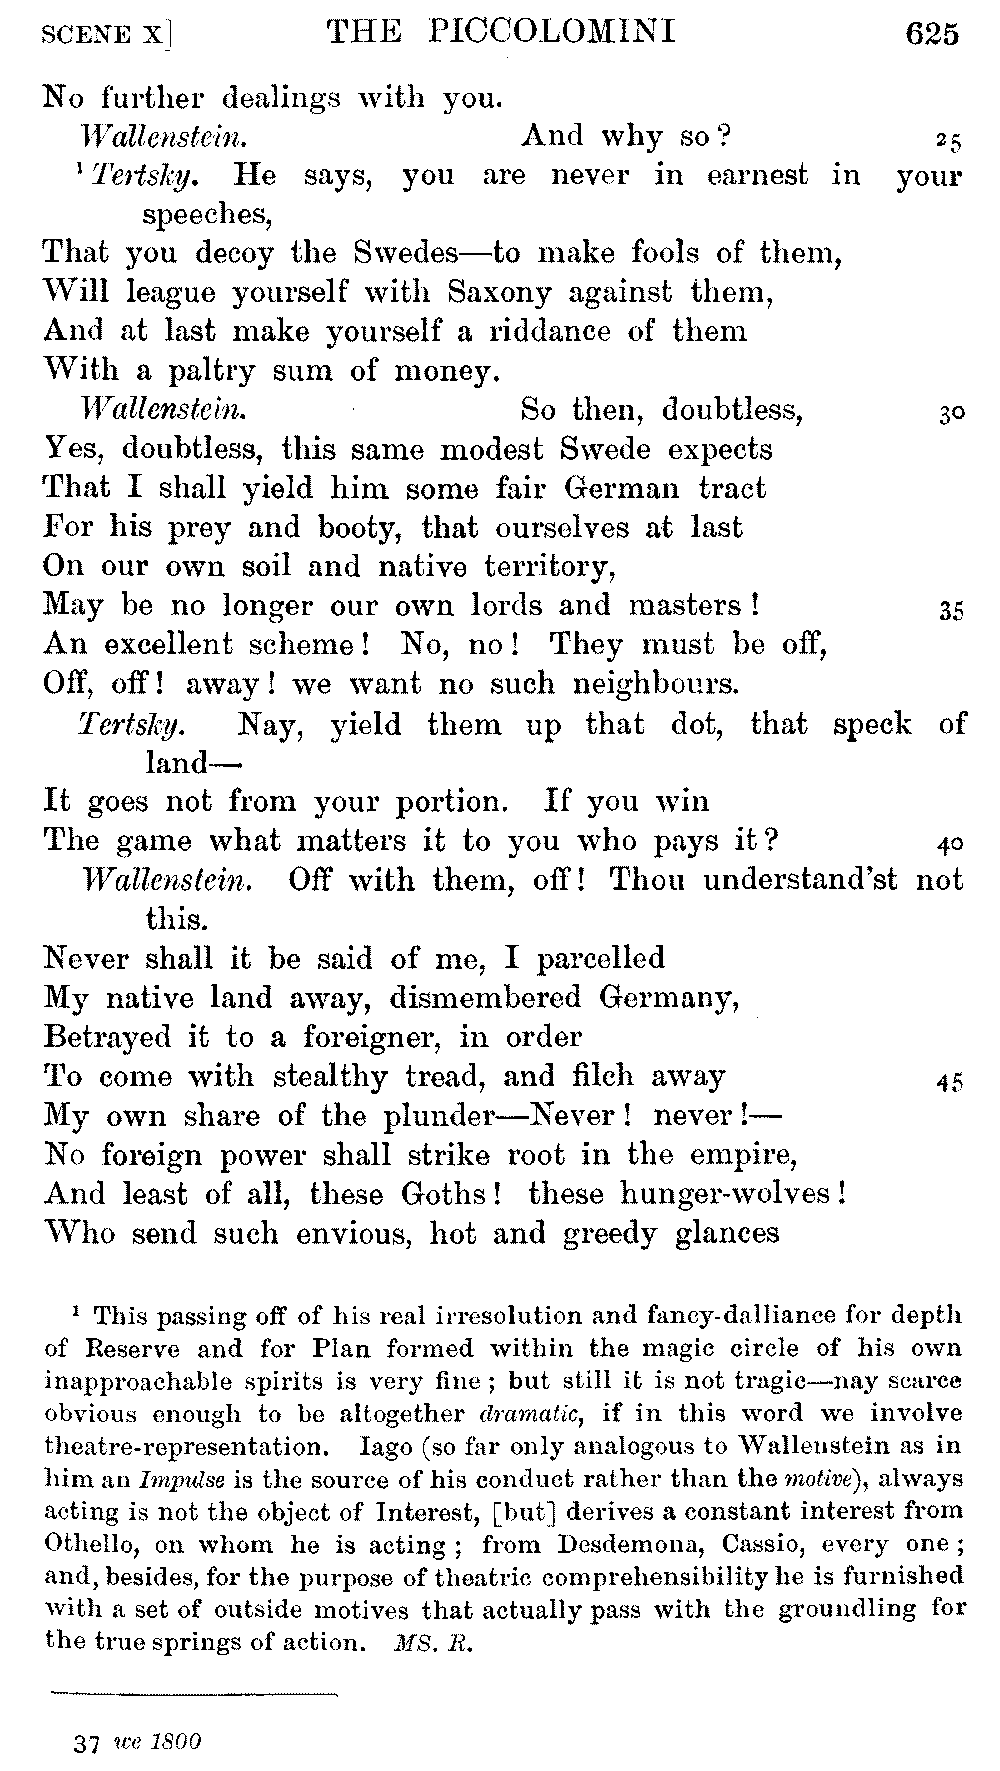 SCENE X] THE PICCOLOMINI 625
No further dealings with you.
Wallenstein. And why so? 25
¹ Tertsky. He says, you are never in earnest in your
speeches,
That you decoy the Swedes—to make fools of them,
Will league yourself with Saxony against them,
And at last make yourself a riddance of them
With a paltry sum of money.
Wallenstein. So then, doubtless, 30
Yes, doubtless, this same modest Swede expects
That I shall yield him some fair German tract
For his prey and booty, that ourselves at last
On our own soil and native territory,
May be no longer our own lords and masters! 35
An excellent scheme! No, no! They must be off,
Off, off! away! we want no such neighbours.
Tertsky. Nay, yield them up that dot, that speck of
land—
It goes not from your portion. If you win
The game what matters it to you who pays it? 40
Wallenstein. Off with them, off! Thou understand'st not
this.
Never shall it be said of me, I parcelled
My native land away, dismembered Germany,
Betrayed it to a foreigner, in order
To come with stealthy tread, and filch away 45
My own share of the plunder—Never! never!—
No foreign power shall strike root in the empire,
And least of all, these Goths! these hunger-wolves!
Who send such envious, hot and greedy glances
¹ This passing off of his real irresolution and fancy-dalliance for depth
of Reserve and for Plan formed within the magic circle of his own
inapproachable spirits is very fine; but still it is not tragic—nay scarce
obvious enough to be altogether dramatic, if in this word we involve
theatre-representation. Iago (so far only analogous to Wallenstein as in
him an Impulse is the source of his conduct rather than the motive), always
acting is not the object of Interest, [but] derives a constant interest from
Othello, on whom he is acting; from Desdemona, Cassio, every one;
and, besides, for the purpose of theatric comprehensibility he is furnished
with a set of outside motives that actually pass with the groundling for
the true springs of action. MS. R.
37 we 1800